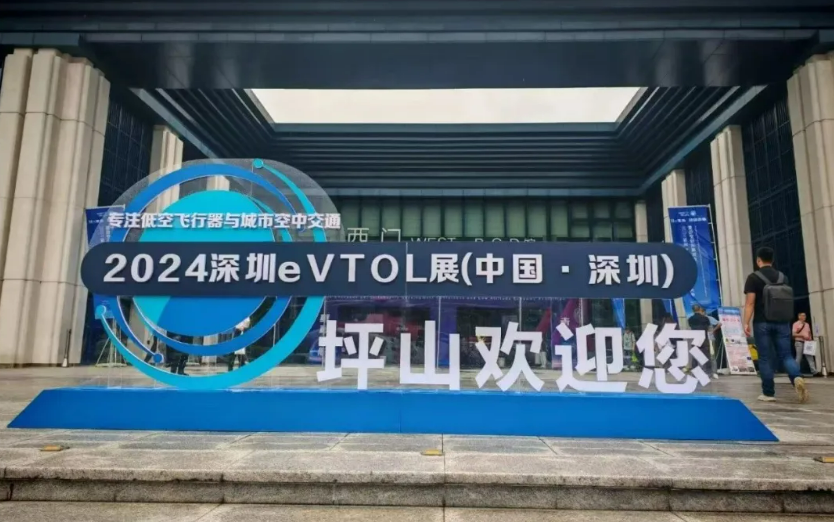 专注低空飞行器与城市空中交通
西门
2024深圳eVTOL展(中国·深圳)
坪山欢迎您